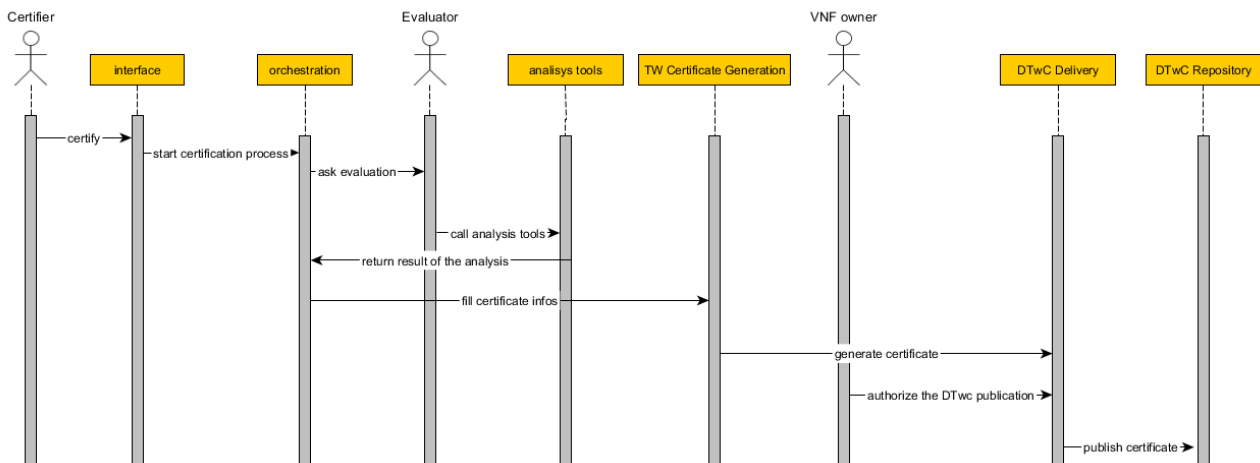 Certifier
Evaluator
VNF owner
interface
orchestration
analisys tools
TW Certificate Generation
DTwC Delivery
DTwC Repository
certify
start certification process
ask evaluation
call analysis tools
return result of the analysis
fill certificate infos
generate certificate
authorize the DTwc publication
publish certificate